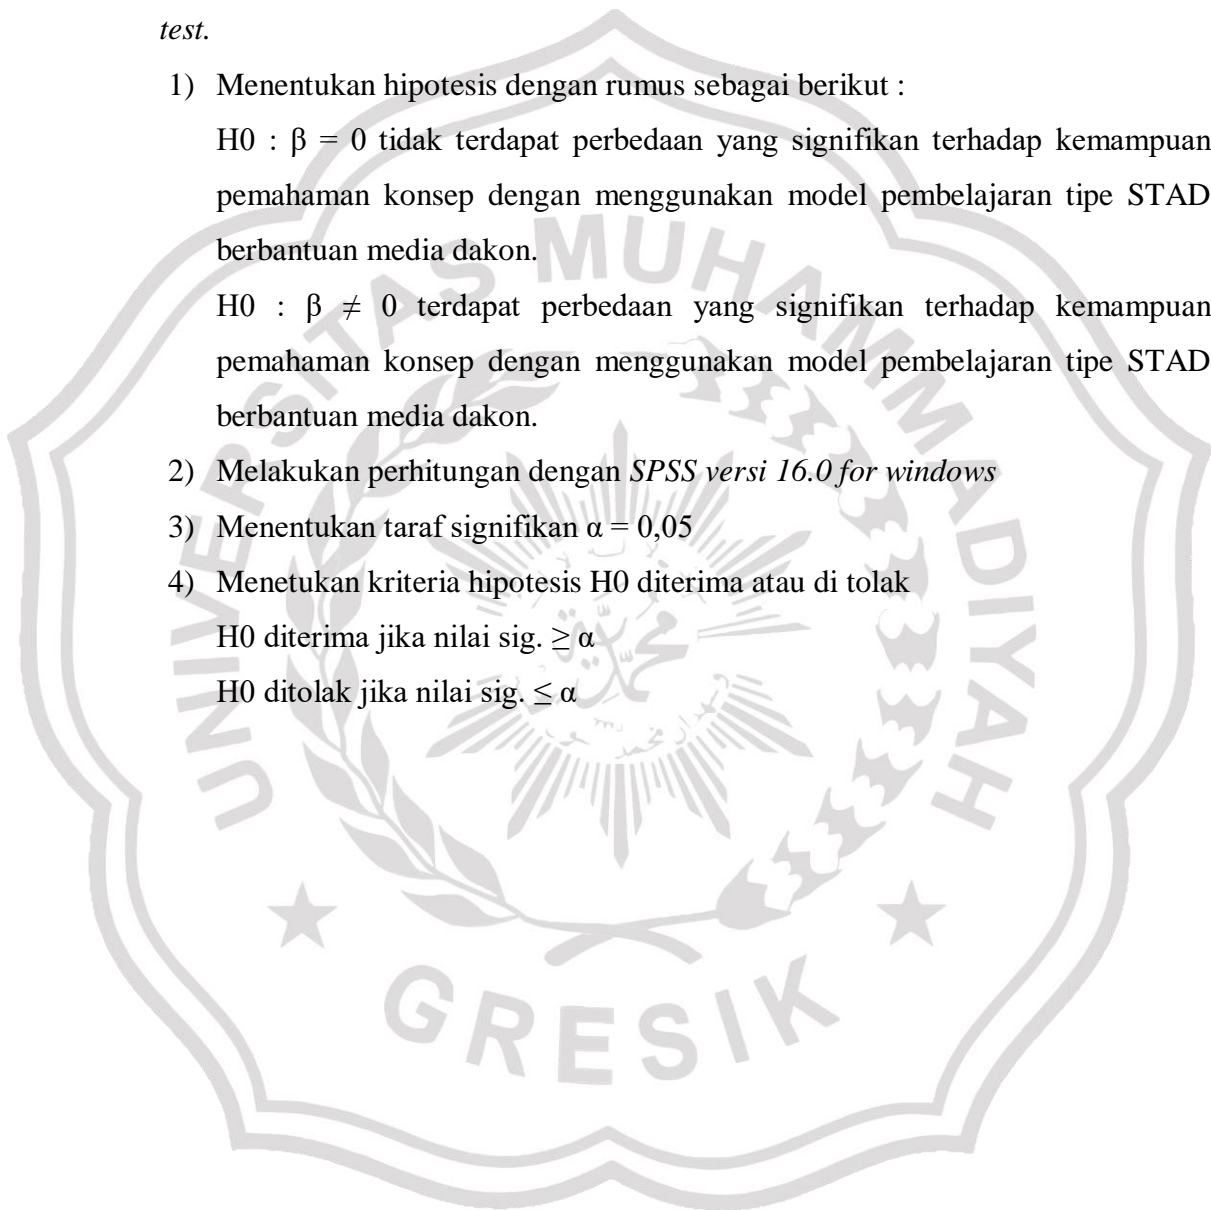 test.
1) Menentukan hipotesis dengan rumus sebagai berikut :
H0 : β = 0 tidak terdapat perbedaan yang signifikan terhadap kemampuan
pemahaman konsep dengan menggunakan model pembelajaran tipe STAD
berbantuan media dakon.
H0 : β ≠ 0 terdapat perbedaan yang signifikan terhadap kemampuan
pemahaman konsep dengan menggunakan model pembelajaran tipe STAD
berbantuan media dakon.
2) Melakukan perhitungan dengan SPSS versi 16.0 for windows
3) Menentukan taraf signifikan α = 0,05
4) Menetukan kriteria hipotesis H0 diterima atau di tolak
H0 diterima jika nilai sig. ≥ α
H0 ditolak jika nilai sig. ≤ α
UNIVERSITAS MUHAMMADIYAH
GRESIK